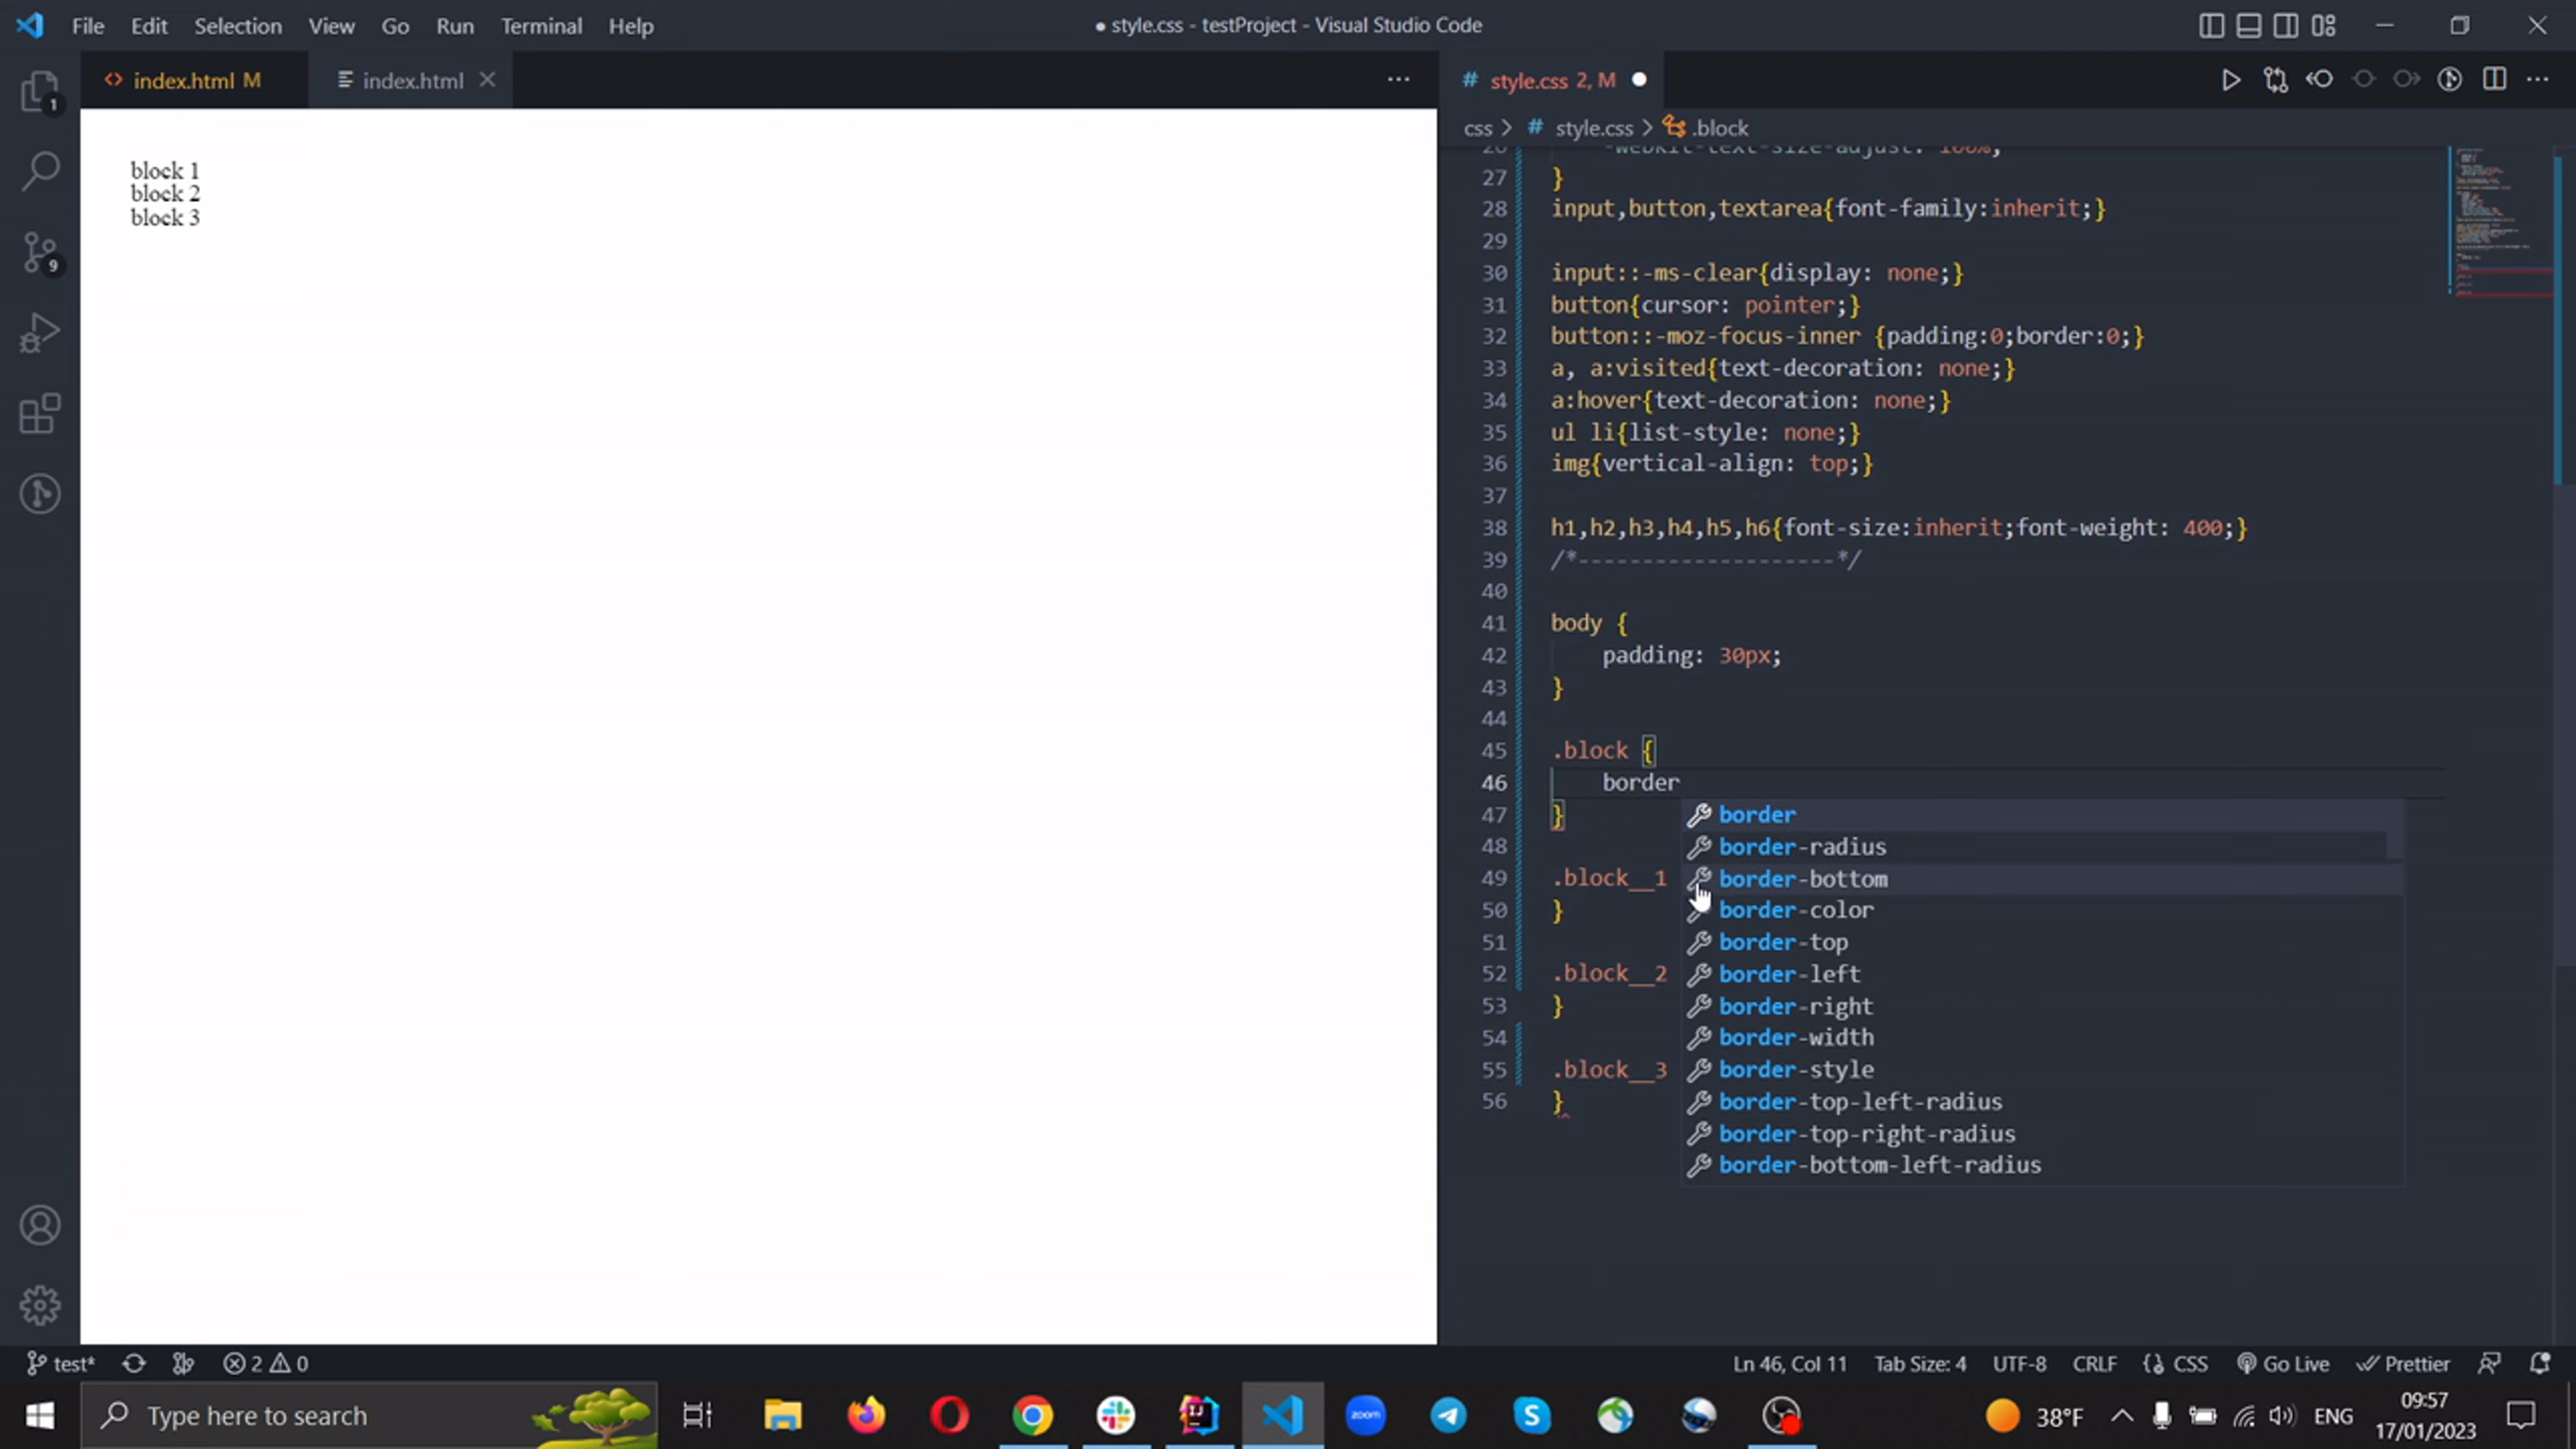 File Edit Selection View Go Run Terminal Help
● style.css - testProject - Visual Studio Code
index.html M
index.html
style.css 2, M
css > # style.css > .block
block 1
block 2
block 3
26 -webkit-text-size-adjust: 100%;
27 }
28 input,button,textarea{font-family:inherit;}
29
30 input::-ms-clear{display: none;}
31 button{cursor: pointer;}
32 button::-moz-focus-inner {padding:0;border:0;}
33 a, a:visited{text-decoration: none;}
34 a:hover{text-decoration: none;}
35 ul li{list-style: none;}
36 img{vertical-align: top;}
37
38 h1,h2,h3,h4,h5,h6{font-size:inherit;font-weight: 400;}
39 /*--------------------*/
40
41 body {
42 padding: 30px;
43 }
44
45 .block {
46 border
47 }
48
49 .block__1
50 }
51
52 .block__2
53 }
54
55 .block__3
56 }
border
border-radius
border-bottom
border-color
border-top
border-left
border-right
border-width
border-style
border-top-left-radius
border-top-right-radius
border-bottom-left-radius
1
9
test* 2 0
Ln 46, Col 11 Tab Size: 4 UTF-8 CRLF {} CSS Go Live Prettier
Type here to search
zoom
38°F
ENG
09:57
17/01/2023